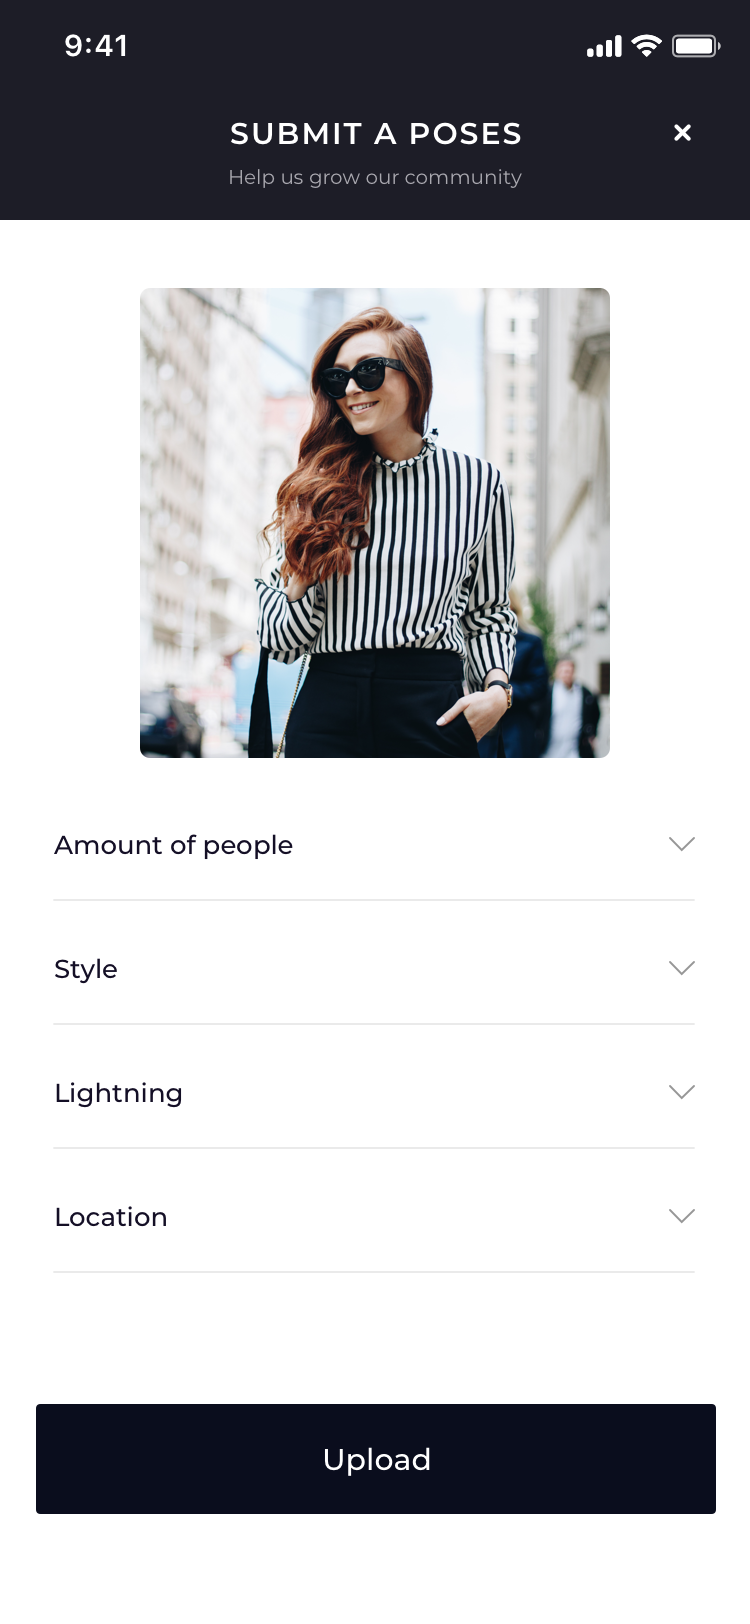 9:41
SUBMIT A POSES
Help us grow our community
Amount of people
Style
Lightning
Location
Upload